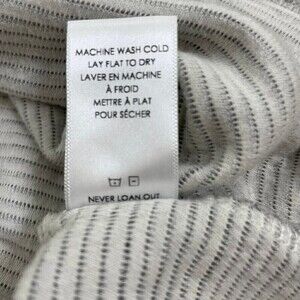 MACHINE WASH COLD
LAY FLAT TO DRY
LAVER EN MACHINE
À FROID
METTRE À PLAT
POUR SÉCHER
NEVER LOAN OUT